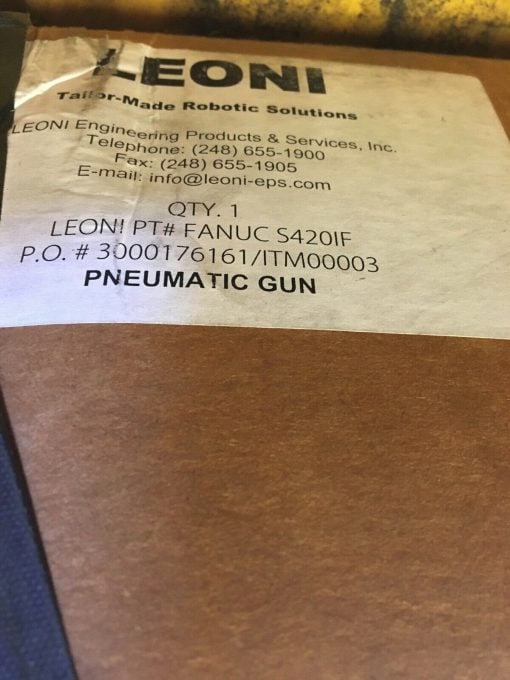 LEONI
Tailor-Made Robotic Solutions
LEONI Engineering Products & Services, Inc.
Telephone: (248) 655-1900
Fax: (248) 655-1905
E-mail: info@leoni-eps.com
QTY. 1
LEONI PT# FANUC S420IF
P.O. # 3000176161/ITM00003
PNEUMATIC GUN